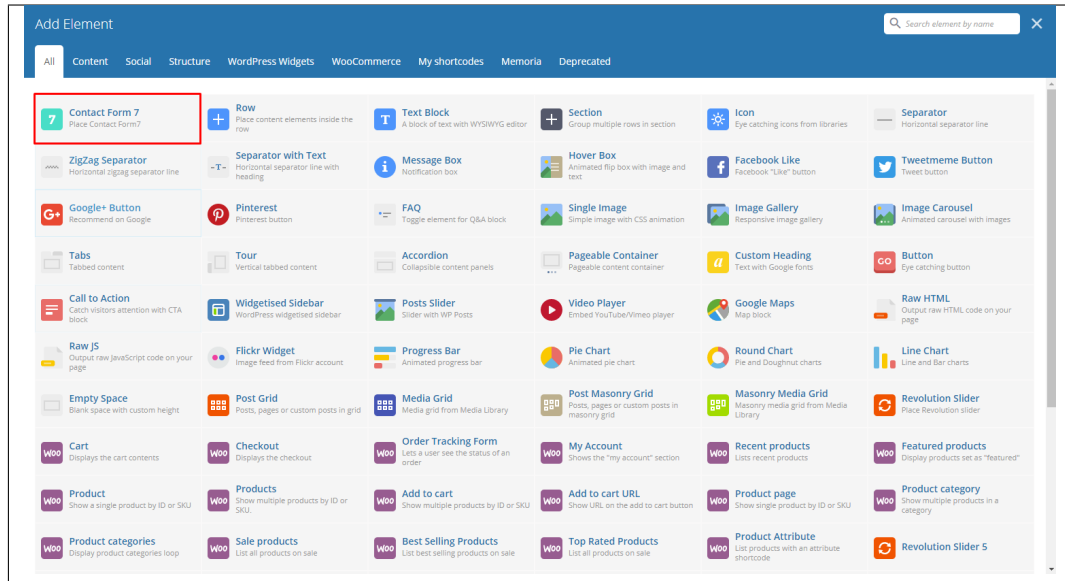 Add Element
Search element by name
All Content Social Structure WordPress Widgets WooCommerce My shortcodes Memoria Deprecated
7
Contact Form 7
Place Contact Form7
Row
Place content elements inside the
row
T
Text Block
A block of text with WYSIWYG editor
Section
Group multiple rows in section
Icon
Eye catching icons from libraries
Separator
Horizontal separator line
ZigZag Separator
Horizontal zigzag separator line
-T-
Separator with Text
Horizontal separator line with
heading
i
Message Box
Notification box
Hover Box
Animated flip box with image and
text
f
Facebook Like
Facebook "Like" button
Tweetmeme Button
Tweet button
G+
Google+ Button
Recommend on Google
Pinterest
Pinterest button
FAQ
Toggle element for Q&A block
Single Image
Simple image with CSS animation
Image Gallery
Responsive image gallery
Image Carousel
Animated carousel with images
Tabs
Tabbed content
Tour
Vertical tabbed content
Accordion
Collapsible content panels
Pageable Container
Pageable content container
a
Custom Heading
Text with Google fonts
GO
Button
Eye catching button
Call to Action
Catch visitors attention with CTA
block
Widgetised Sidebar
WordPress widgetised sidebar
Posts Slider
Slider with WP Posts
Video Player
Embed YouTube/Vimeo player
Google Maps
Map block
Raw HTML
Output raw HTML code on your
page
Raw JS
Output raw JavaScript code on your
page
Flickr Widget
Image feed from Flickr account
Progress Bar
Animated progress bar
Pie Chart
Animated pie chart
Round Chart
Pie and Doughnut charts
Line Chart
Line and Bar charts
Empty Space
Blank space with custom height
Post Grid
Posts, pages or custom posts in grid
Media Grid
Media grid from Media Library
Post Masonry Grid
Posts, pages or custom posts in
masonry grid
Masonry Media Grid
Masonry media grid from Media
Library
Revolution Slider
Place Revolution slider
Woo
Cart
Displays the cart contents
Woo
Checkout
Displays the checkout
Woo
Order Tracking Form
Lets a user see the status of an
order
Woo
My Account
Shows the "my account" section
Woo
Recent products
Lists recent products
Woo
Featured products
Display products set as "featured"
Woo
Product
Show a single product by ID or SKU
Woo
Products
Show multiple products by ID or
SKU.
Woo
Add to cart
Show multiple products by ID or SKU
Woo
Add to cart URL
Show URL on the add to cart button
Woo
Product page
Show single product by ID or SKU
Woo
Product category
Show multiple products in a
category
Woo
Product categories
Display product categories loop
Woo
Sale products
List all products on sale
Woo
Best Selling Products
List best selling products on sale
Woo
Top Rated Products
List all products on sale
Woo
Product Attribute
List products with an attribute
shortcode
Revolution Slider 5